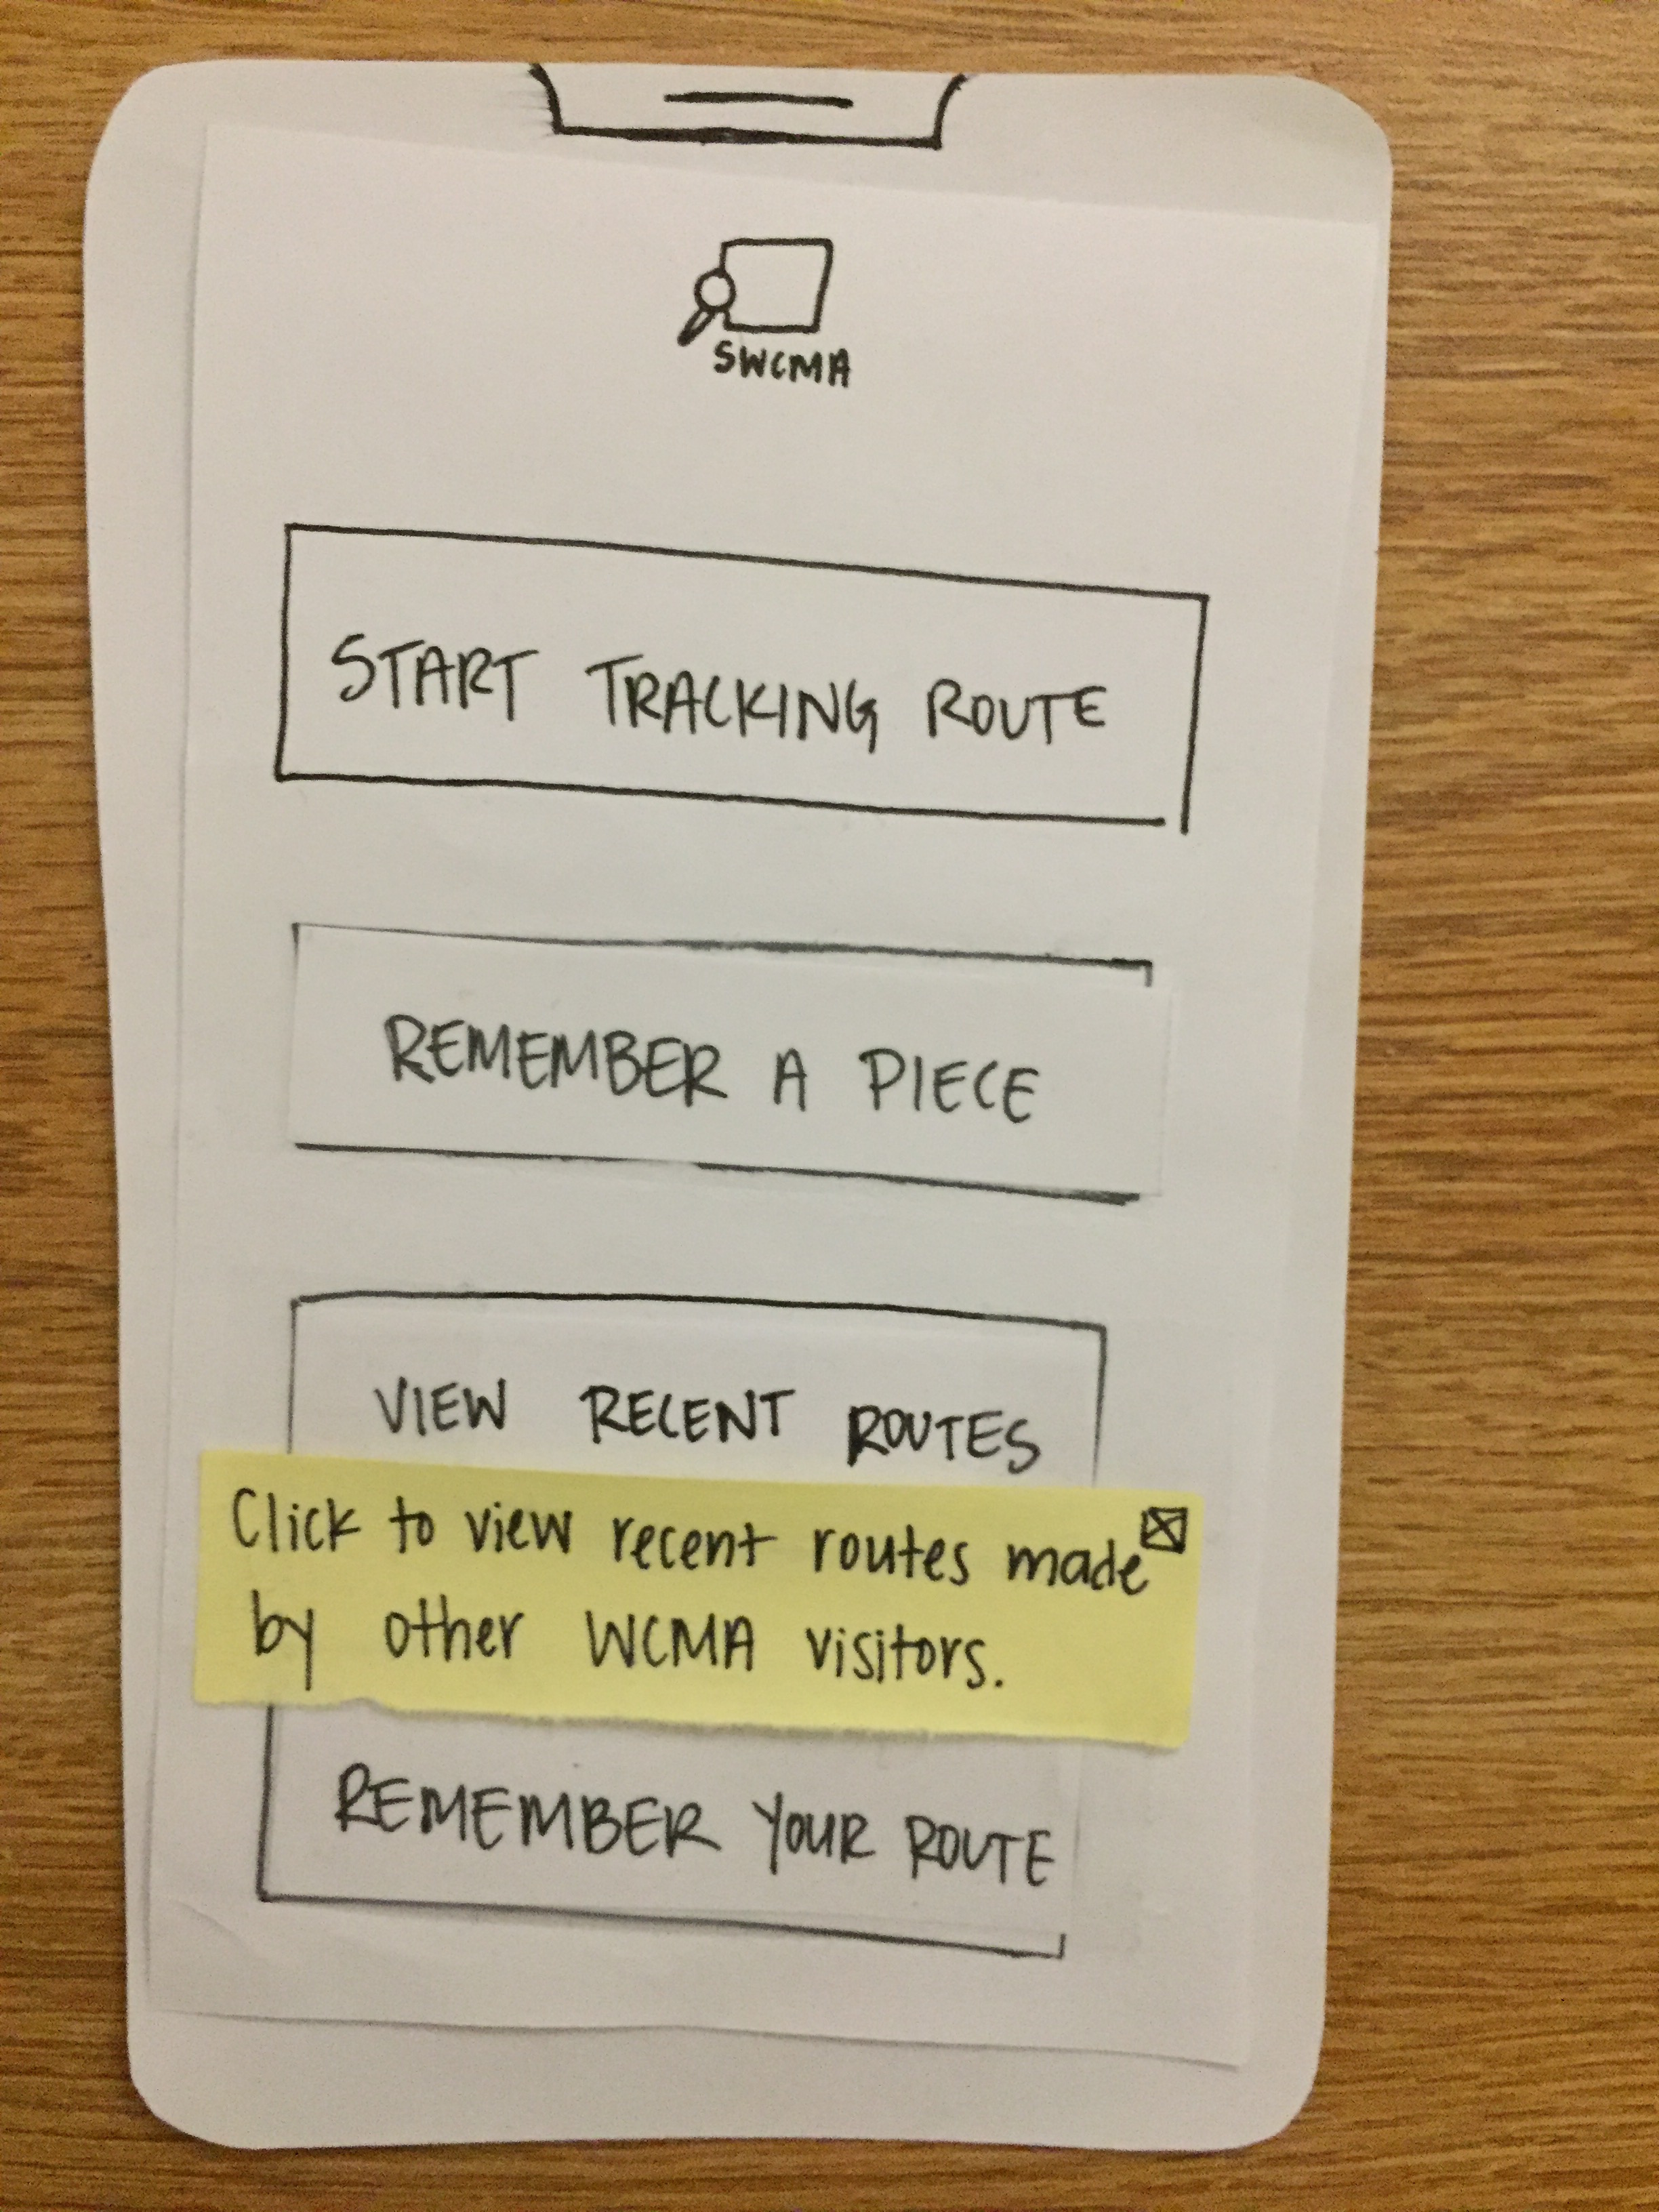 SWCMA
START TRACKING ROUTE
REMEMBER A PIECE
VIEW RECENT ROUTES
Click to view recent routes made
by other WCMA visitors.
REMEMBER YOUR ROUTE